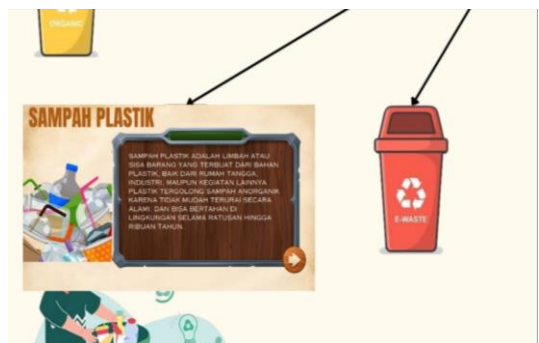 ORGANIC
SAMPAH PLASTIK
SAMPAH PLASTIK ADALAH LIMBAH ATAU
SISA BARANG YANG TERBUAT DARI BAHAN
PLASTIK, BAIK DARI RUMAH TANGGA,
INDUSTRI, MAUPUN KEGIATAN LAINNYA.
PLASTIK TERGOLONG SAMPAH ANORGANIK
KARENA TIDAK MUDAH TERURAI SECARA
ALAMI, DAN BISA BERTAHAN DI
LINGKUNGAN SELAMA RATUSAN HINGGA
RIBUAN TAHUN.
E-WASTE